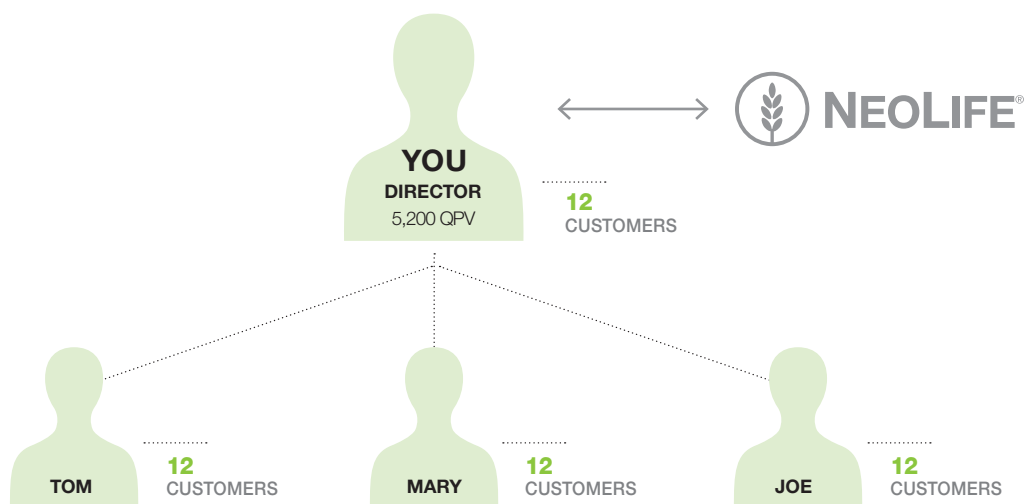 NEOLIFE®
YOU
DIRECTOR
5,200 QPV
12
CUSTOMERS
TOM
12
CUSTOMERS
MARY
12
CUSTOMERS
JOE
12
CUSTOMERS